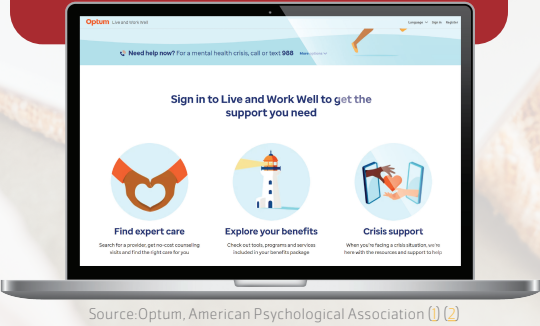 Optum Live and Work Well Language Sign in Register
Need help now? For a mental health crisis, call or text 988
Sign in to Live and Work Well to get the
support you need
Find expert care Explore your benefits Crisis support
Search for a provider, get no-cost counseling Check out tools, programs and services When you're facing a crisis situation, we're
visits and find the right care for you included in your benefits package here with the resources and support to help
Source:Optum, American Psychological Association (1) (2)